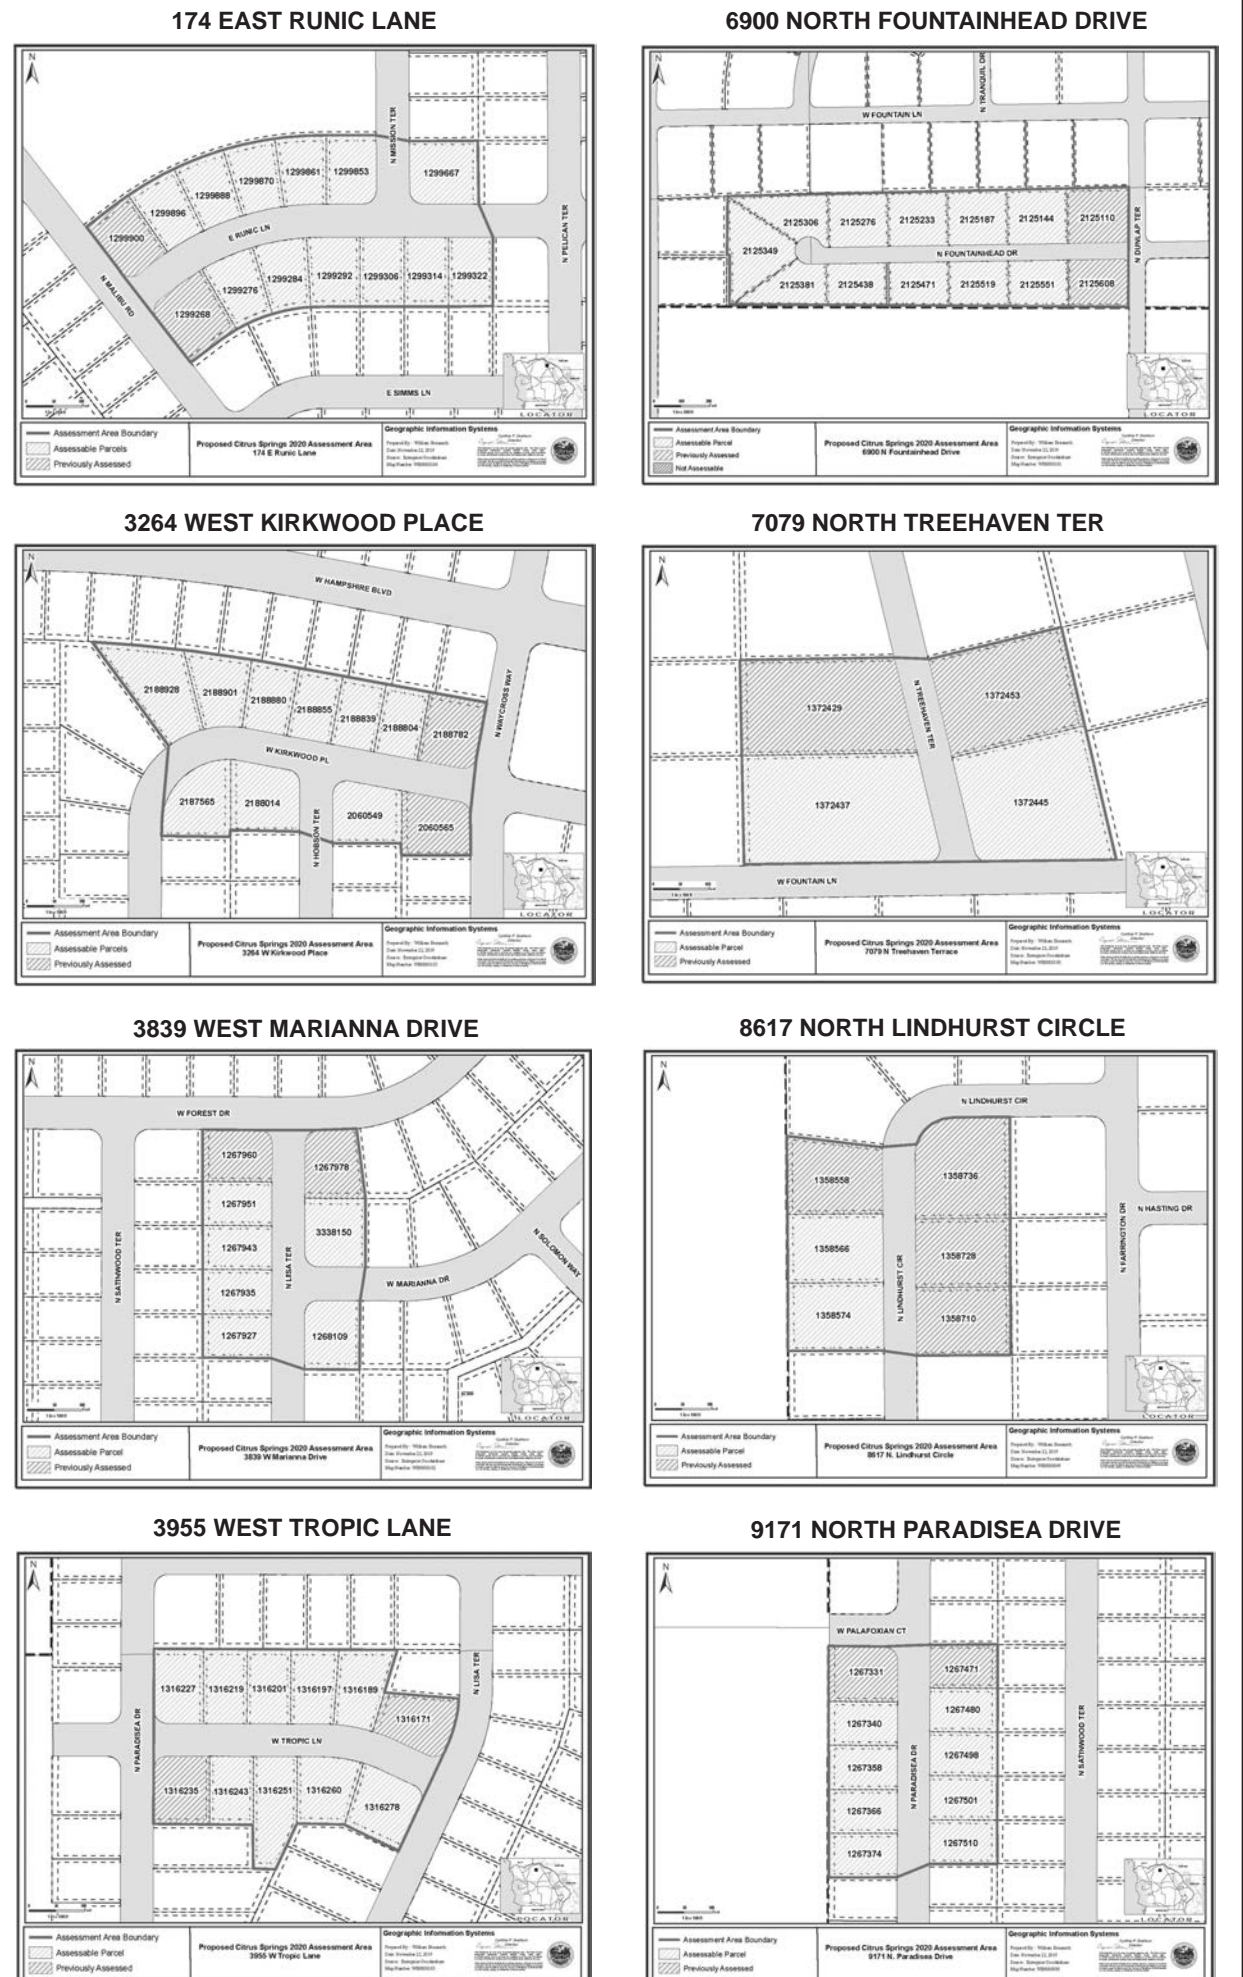 174 EAST RUNIC LANE
N
N MISSION TER
1299870
1299861
1299853
1299667
1299888
1299896
1299900
E RUNIC LN
N PELICAN TER
N MALIBU RD
1299268
1299276
1299284
1299292
1299306
1299314
1299322
E SIMMS LN
LOCATOR
Assessment Area Boundary
Assessable Parcels
Previously Assessed
Proposed Citrus Springs 2020 Assessment Area
174 E Runic Lane
Geographic Information Systems
6900 NORTH FOUNTAINHEAD DRIVE
N
N TRANQUIL DR
W FOUNTAIN LN
2125306
2125276
2125233
2125187
2125144
2125110
2125349
N FOUNTAINHEAD DR
N DUNLAP TER
2125381
2125438
2125471
2125519
2125551
2125608
LOCATOR
Assessment Area Boundary
Assessable Parcel
Previously Assessed
Not Assessable
Proposed Citrus Springs 2020 Assessment Area
6900 N Fountainhead Drive
Geographic Information Systems
3264 WEST KIRKWOOD PLACE
N
W HAMPSHIRE BLVD
N WAYCROSS WAY
2188928
2188901
2188880
2188855
2188839
2188804
2188782
W KIRKWOOD PL
2187565
2188014
N HOBSON TER
2060549
2060565
LOCATOR
Assessment Area Boundary
Assessable Parcels
Previously Assessed
Proposed Citrus Springs 2020 Assessment Area
3264 W Kirkwood Place
Geographic Information Systems
7079 NORTH TREEHAVEN TER
N
1372429
N TREEHAVEN TER
1372453
1372437
1372445
W FOUNTAIN LN
LOCATOR
Assessment Area Boundary
Assessable Parcel
Previously Assessed
Proposed Citrus Springs 2020 Assessment Area
7079 N Treehaven Terrace
Geographic Information Systems
3839 WEST MARIANNA DRIVE
N
W FOREST DR
1267960
1267978
1267951
3338150
1267943
N SATINWOOD TER
N LISA TER
W MARIANNA DR
N SOLOMON WAY
1267935
1267927
1268109
LOCATOR
Assessment Area Boundary
Assessable Parcel
Previously Assessed
Proposed Citrus Springs 2020 Assessment Area
3839 W Marianna Drive
Geographic Information Systems
8617 NORTH LINDHURST CIRCLE
N
N LINDHURST CIR
1358558
1358736
N HASTING DR
N FARRINGTON DR
1358566
1358728
N LINDHURST CIR
1358574
1358710
LOCATOR
Assessment Area Boundary
Assessable Parcel
Previously Assessed
Proposed Citrus Springs 2020 Assessment Area
8617 N. Lindhurst Circle
Geographic Information Systems
3955 WEST TROPIC LANE
N
N LISA TER
1316227
1316219
1316201
1316197
1316189
1316171
N PARADISEA DR
W TROPIC LN
1316235
1316243
1316251
1316260
1316278
Assessment Area Boundary
Assessable Parcel
Previously Assessed
Proposed Citrus Springs 2020 Assessment Area
3955 W Tropic Lane
Geographic Information Systems
9171 NORTH PARADISEA DRIVE
N
W PALAFOXIAN CT
1267331
1267471
1267340
1267480
N PARADISEA DR
N SATINWOOD TER
1267358
1267498
1267366
1267501
1267374
1267510
LOCATOR
Assessment Area Boundary
Assessable Parcel
Previously Assessed
Proposed Citrus Springs 2020 Assessment Area
9171 N. Paradisea Drive
Geographic Information Systems